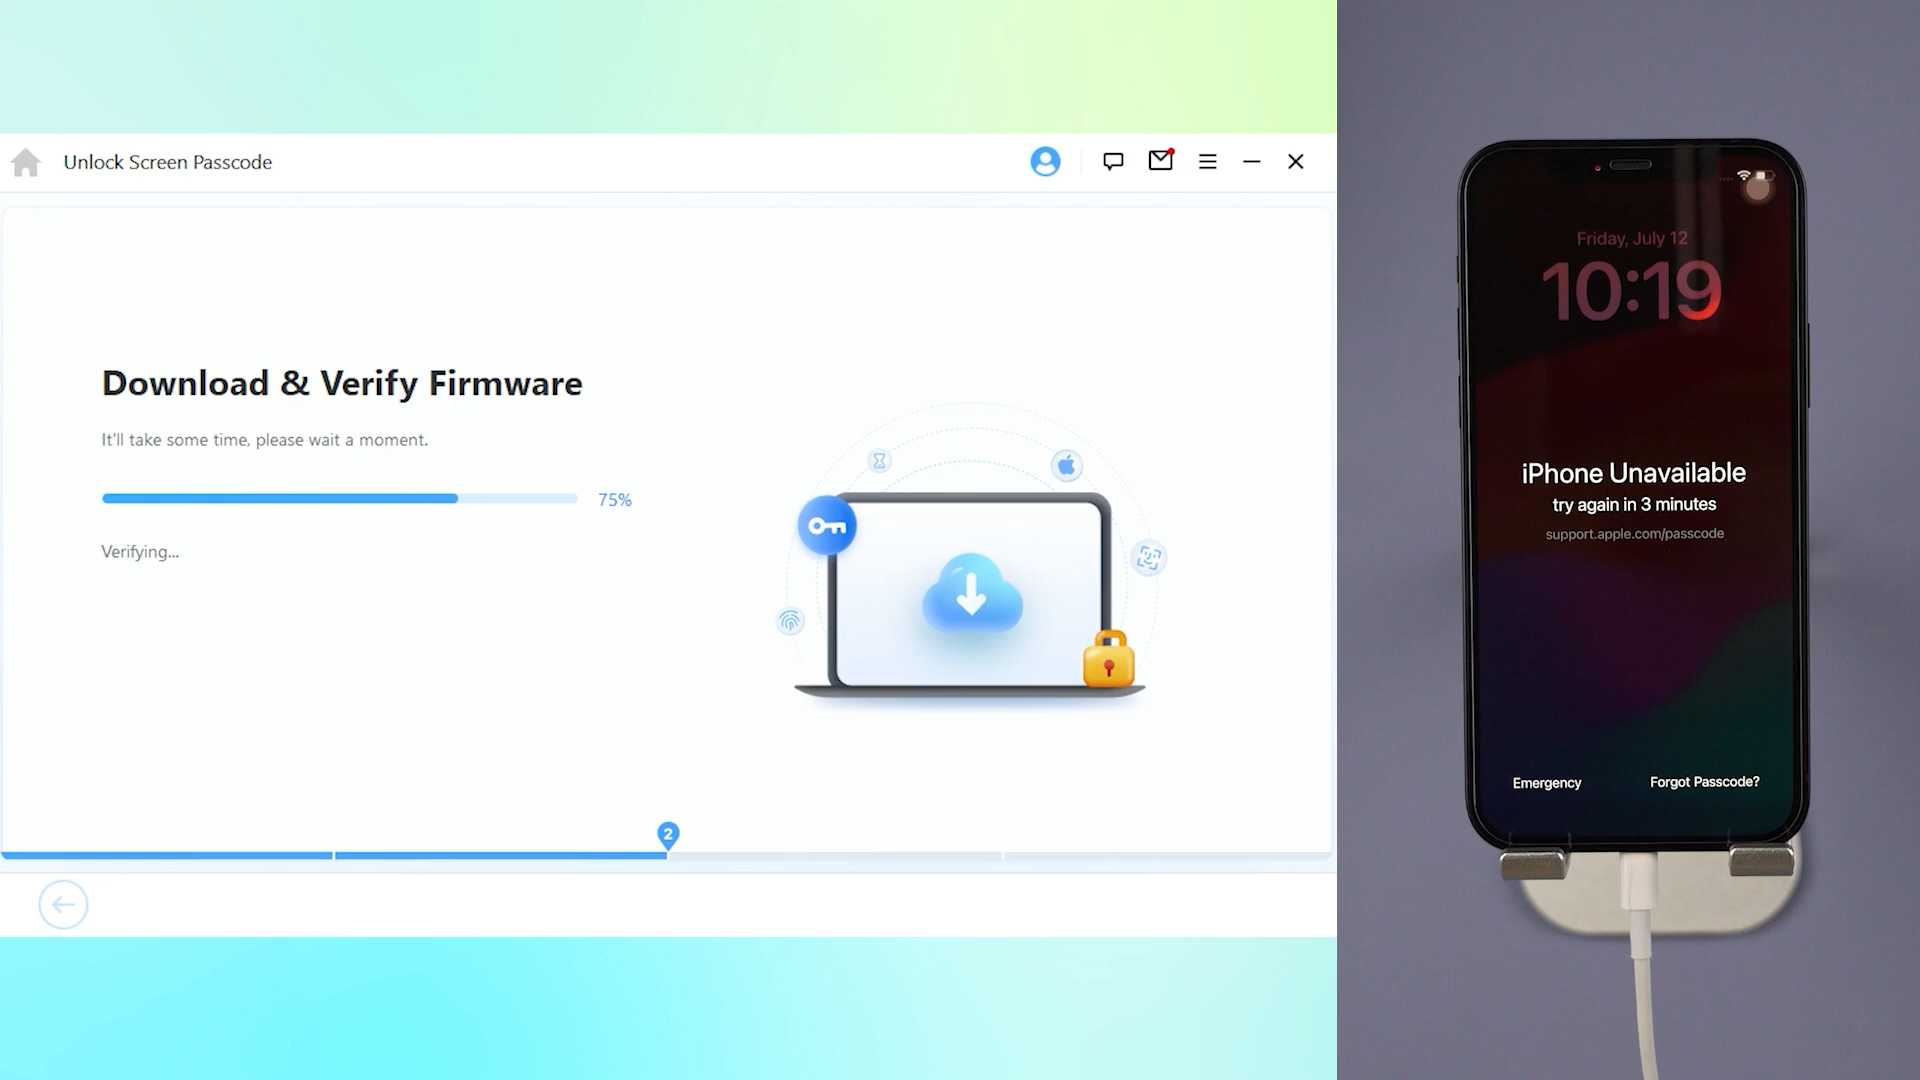 Unlock Screen Passcode
Download & Verify Firmware
It'll take some time, please wait a moment.
75%
Verifying...
2
Friday, July 12
10:19
iPhone Unavailable
try again in 3 minutes
support.apple.com/passcode
Emergency
Forgot Passcode?